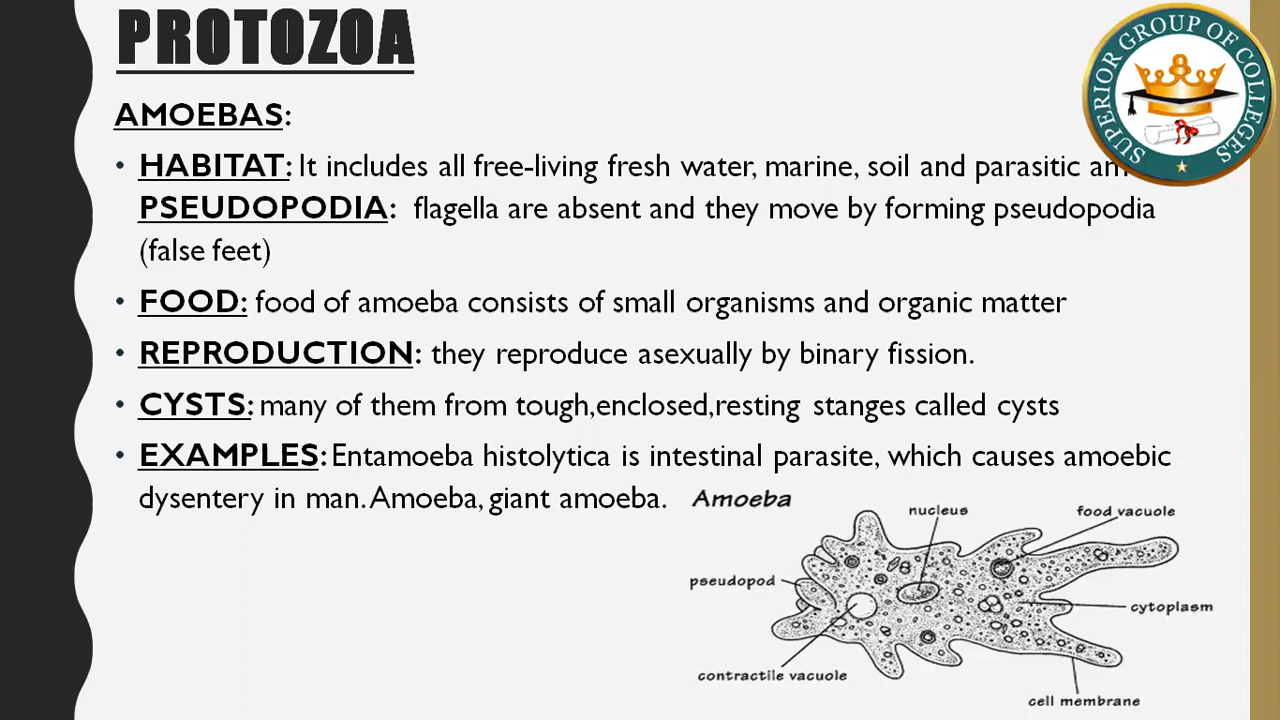 PROTOZOA
SUPERIOR GROUP OF COLLEGES
AMOEBAS:
• HABITAT: It includes all free-living fresh water, marine, soil and parasitic
PSEUDOPODIA: flagella are absent and they move by forming pseudopodia
(false feet)
• FOOD: food of amoeba consists of small organisms and organic matter
• REPRODUCTION: they reproduce asexually by binary fission.
• CYSTS: many of them from tough,enclosed,resting stanges called cysts
• EXAMPLES: Entamoeba histolytica is intestinal parasite, which causes amoebic
dysentery in man. Amoeba, giant amoeba.
Amoeba
nucleus
food vacuole
pseudopod
cytoplasm
contractile vacuole
cell membrane